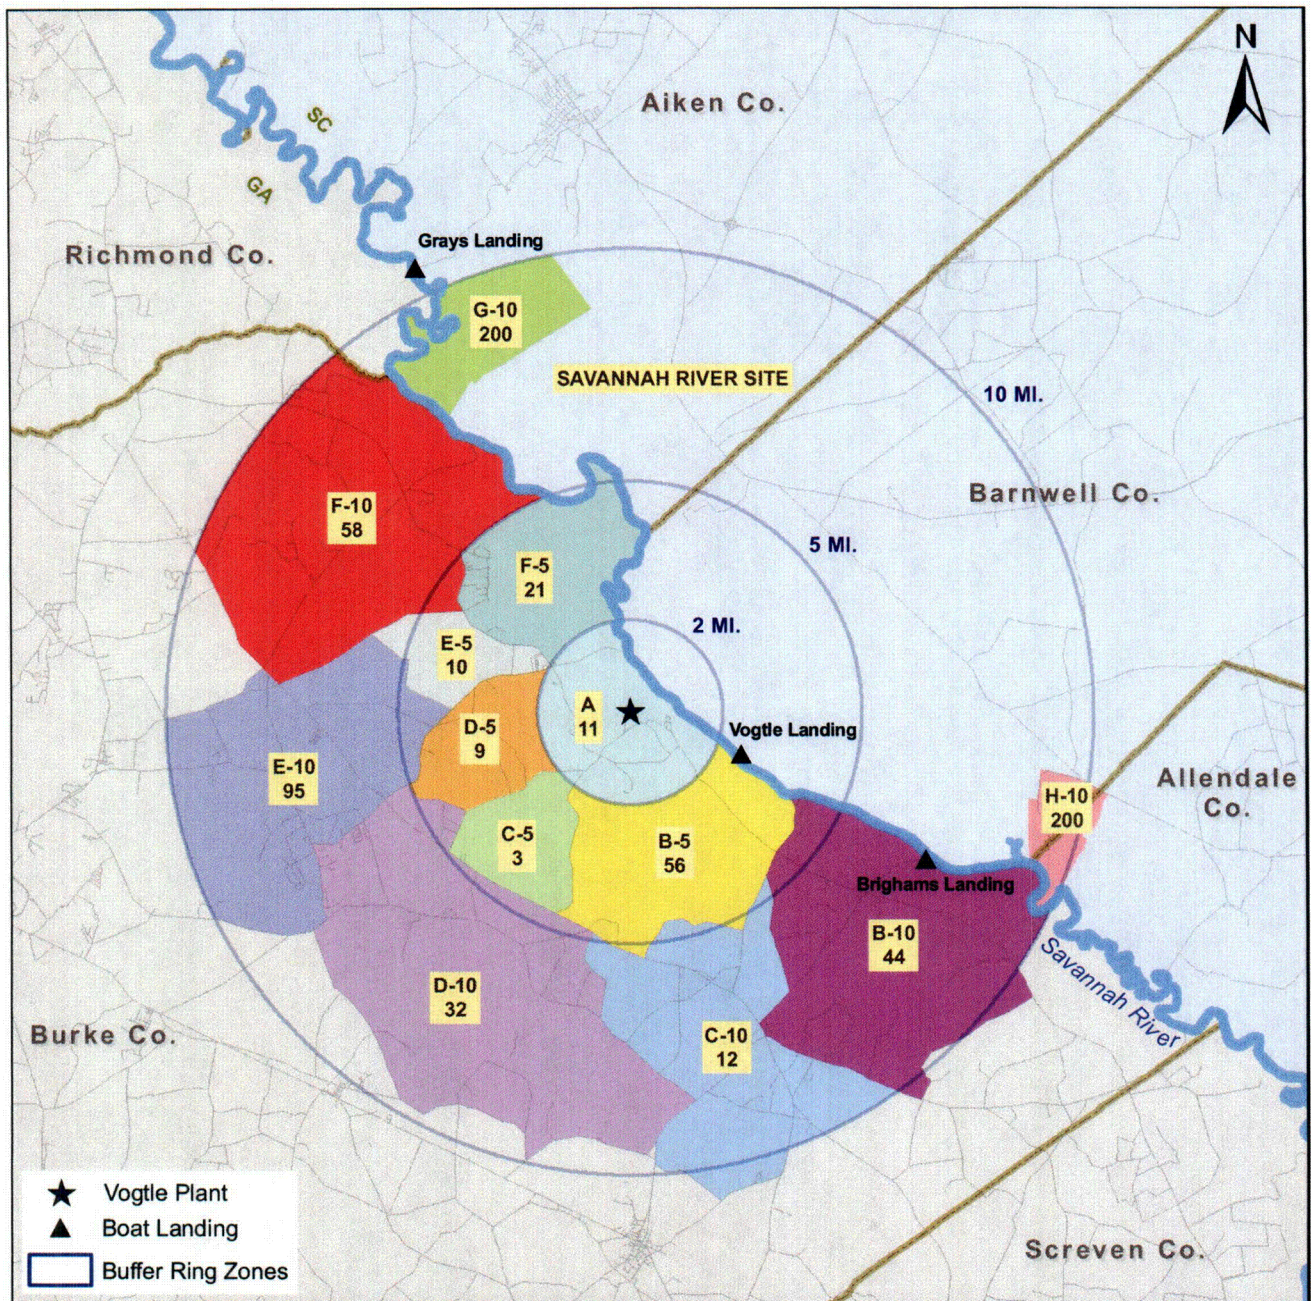 N
Aiken Co.
SC
GA
Richmond Co.
Grays Landing
G-10
200
SAVANNAH RIVER SITE
10 MI.
Barnwell Co.
F-10
58
5 MI.
F-5
21
2 MI.
E-5
10
A
11
D-5
9
Vogtle Landing
E-10
95
Allendale
Co.
H-10
200
C-5
3
B-5
56
Brighams Landing
B-10
44
Savannah River
D-10
32
Burke Co.
C-10
12
Vogtle Plant
Boat Landing
Buffer Ring Zones
Screven Co.